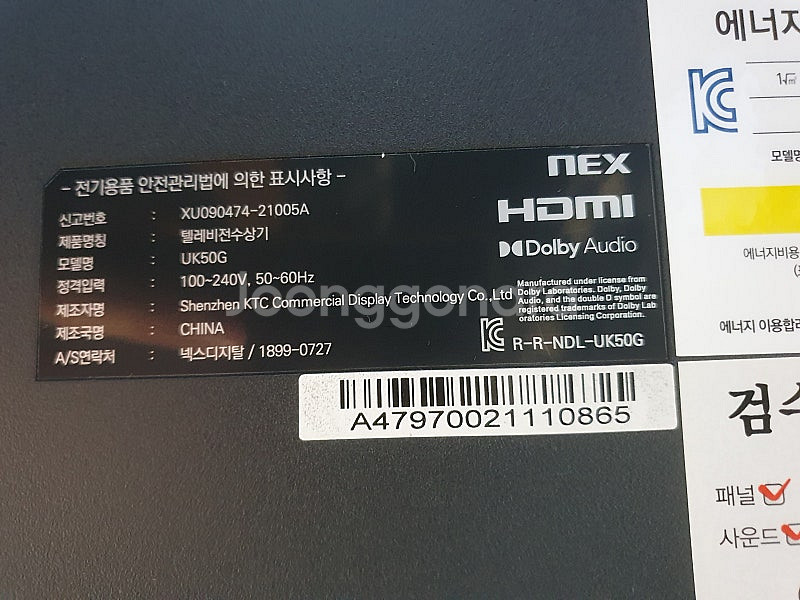 - 전기용품 안전관리법에 의한 표시사항 -
신고번호 : XU090474-21005A
제품명칭 : 텔레비전수상기
모델명 : UK50G
정격입력 : 100~240V, 50~60Hz
제조자명 : Shenzhen KTC Commercial Display Technology Co.,Ltd
제조국명 : CHINA
A/S연락처 : 넥스디지탈 / 1899-0727
nex
HDMI
Dolby Audio
Manufactured under license from
Dolby Laboratories. Dolby, Dolby
Audio, and the double D symbol are
registered trademarks of Dolby Lab
oratories Licensing Corporation.
R-R-NDL-UK50G
A47970021110865
Joonggona
에너지
1
모델명
에너지비용
에너지 이용합리
검수
패널
사운드